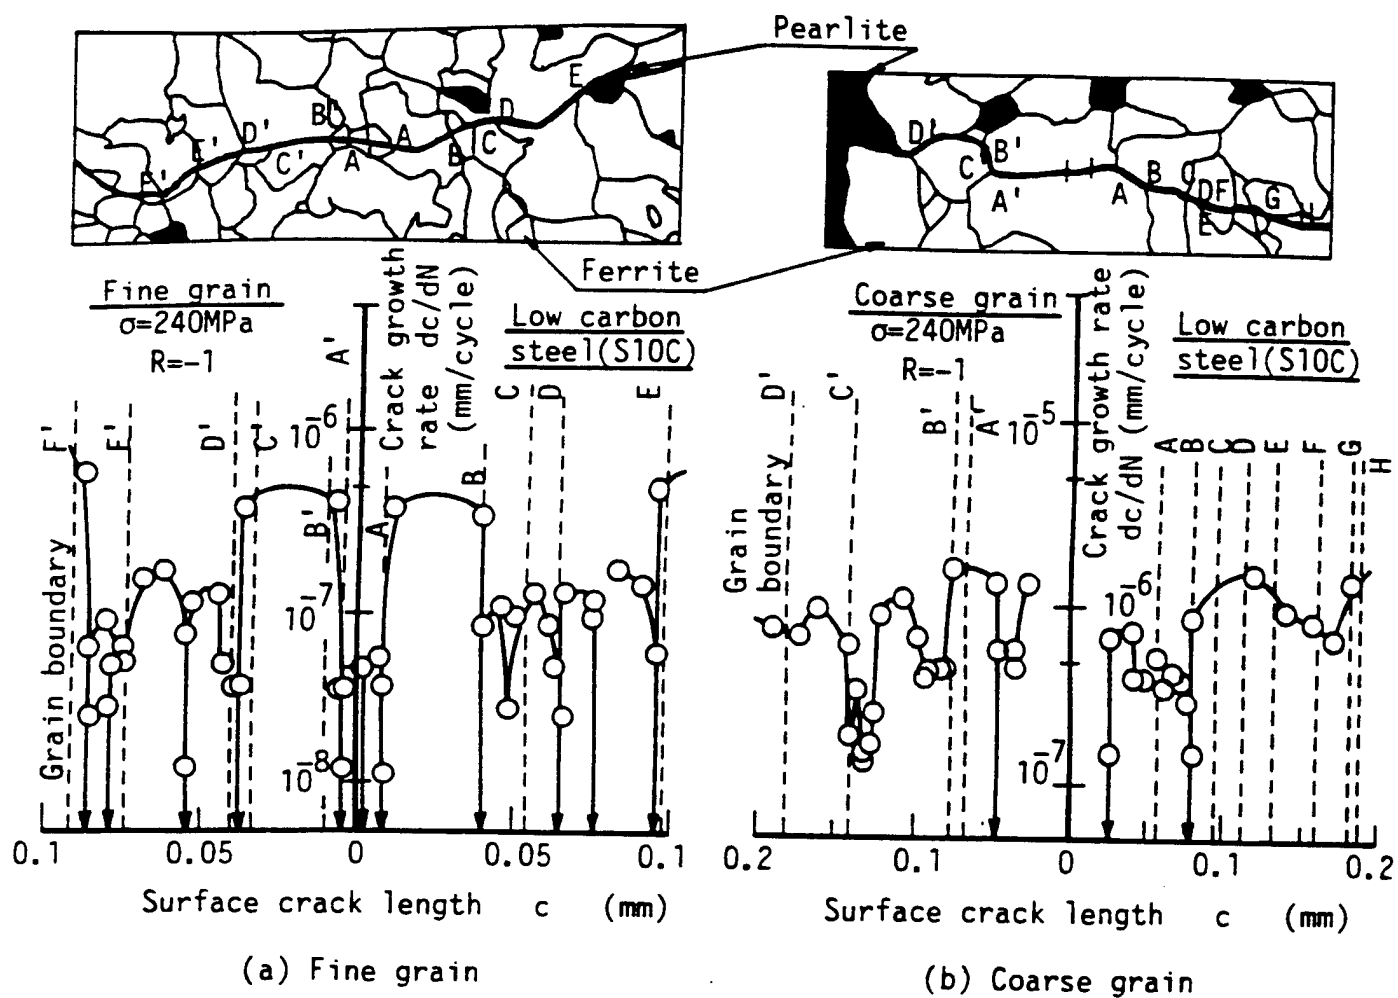 Pearlite
B'
A
D
E
D'
E'
C'
A
B
C
F'
D'
C'
B'
A'
A
B
C
DF
G
E
H
Ferrite
Fine grain
σ=240MPa
R=-1
Low carbon
steel(S10C)
Crack growth
rate dc/dN
(mm/cycle)
Coarse grain
σ=240MPa
R=-1
Low carbon
steel(S10C)
Crack growth rate
dc/dN (mm/cycle)
F'
E'
D'
C'
B'
A'
A
B
C
D
E
10-6
10-7
10-8
Grain boundary
D'
C'
B'
A'
A
B
C
D
E
F
G
H
10-5
10-6
10-7
Grain
boundary
0.1 0.05 0 0.05 0.1
0.2 0.1 0 0.1 0.2
Surface crack length c (mm)
Surface crack length c (mm)
(a) Fine grain
(b) Coarse grain